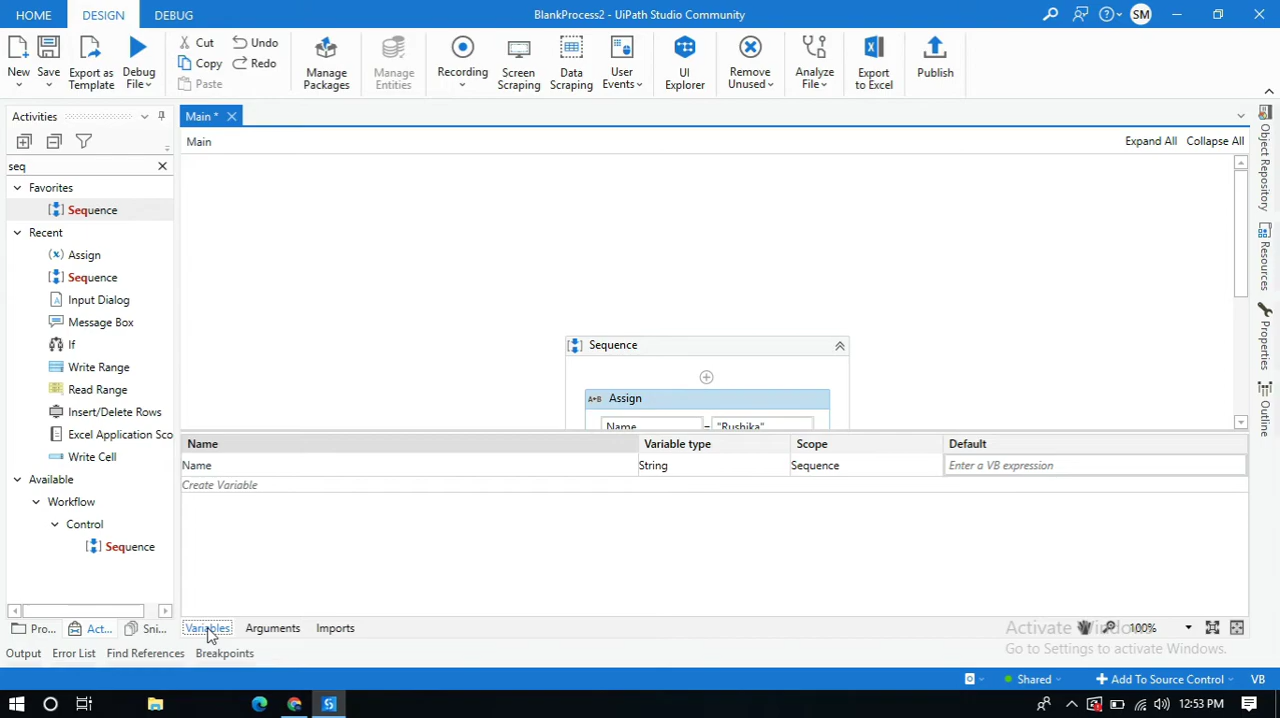 HOME DESIGN DEBUG BlankProcess2 - UiPath Studio Community SM
New Save Export as Template Debug File Cut Copy Paste Undo Redo Manage Packages Manage Entities Recording Screen Scraping Data Scraping User Events UI Explorer Remove Unused Analyze File Export to Excel Publish
Activities
Main *
Main Expand All Collapse All
seq
Favorites
Sequence
Recent
Assign
Sequence
Input Dialog
Message Box
If
Write Range
Read Range
Insert/Delete Rows
Excel Application Sco
Write Cell
Available
Workflow
Control
Sequence
Sequence
Assign
A+B
Name = "Rushika"
Name Variable type Scope Default
Name String Sequence Enter a VB expression
Create Variable
Object Repository
Resources
Properties
Outline
Pro... Act... Sni... Variables Arguments Imports 100%
Activate Windows
Go to Settings to activate Windows.
Output Error List Find References Breakpoints
Shared Add To Source Control VB
12:53 PM